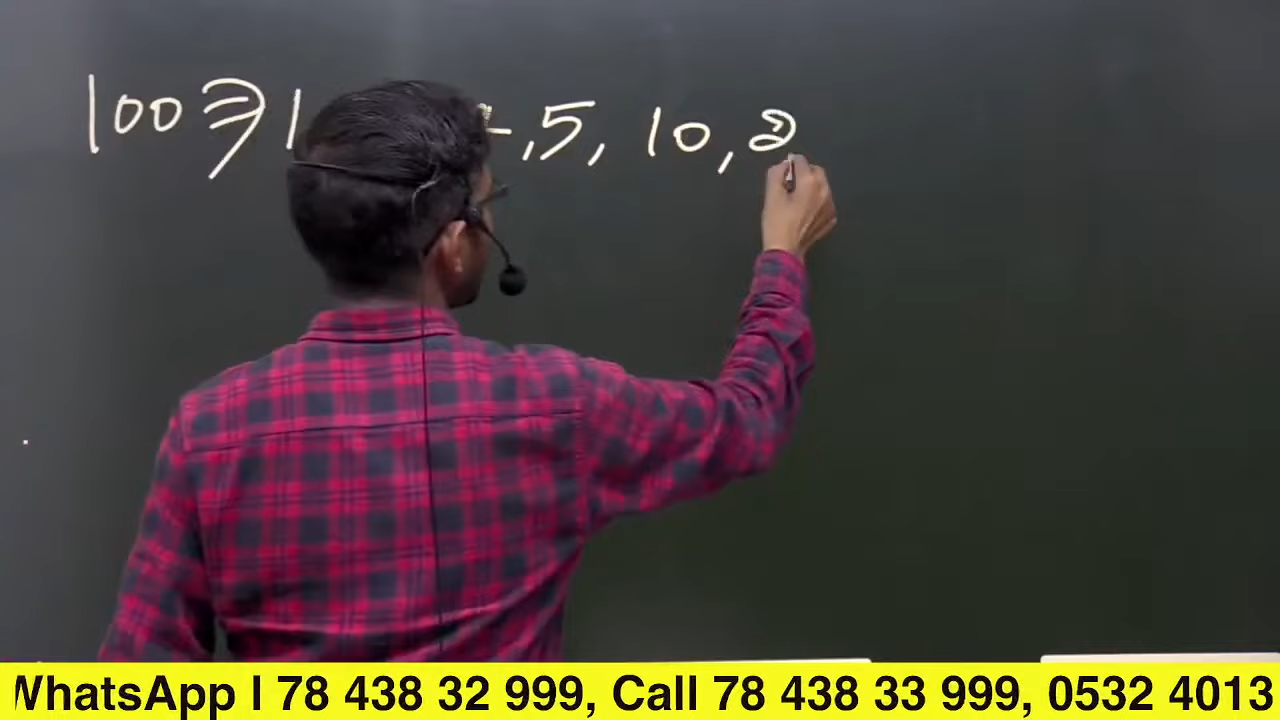 100 ⇒ 1 , 5, 10, 2
WhatsApp I 78 438 32 999, Call 78 438 33 999, 0532 4013